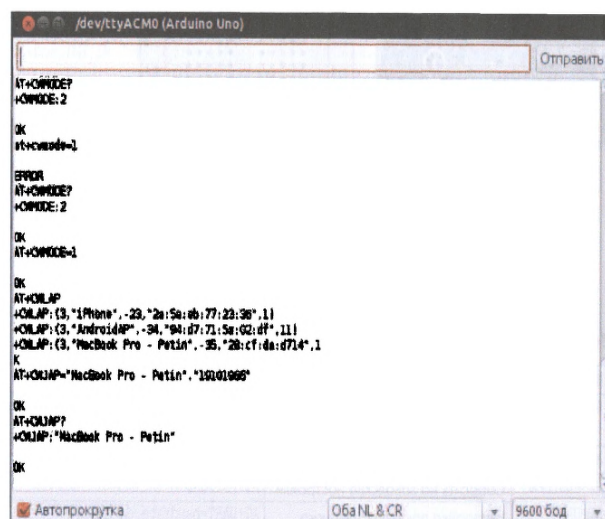 /dev/ttyACM0 (Arduino Uno)
Отправить
AT+CWMODE?
+CWMODE:2
OK
at+cwmode=1
ERROR
AT+CWMODE?
+CWMODE:2
OK
AT+CWMODE=1
OK
AT+CWLAP
+CWLAP:(3,"iPhone",-23,"2a:5a:eb:77:23:36",1)
+CWLAP:(3,"AndroidAP",-34,"94:d7:71:5a:02:df",11)
+CWLAP:(3,"MacBook Pro - Petin",-35,"28:cf:da:d714",1
K
AT+CWJAP="MacBook Pro - Petin","19101966"
OK
AT+CWJAP?
+CWJAP:"MacBook Pro - Petin"
OK
Автопрокрутка
Оба NL & CR
9600 бод